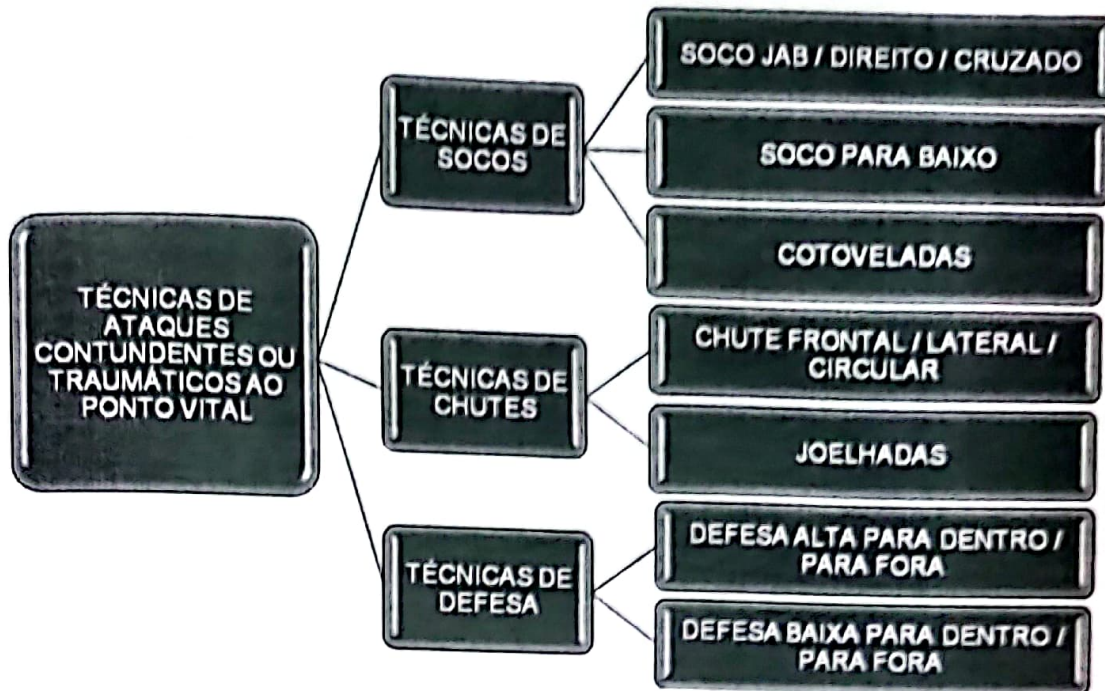 TÉCNICAS DE
ATAQUES
CONTUNDENTES OU
TRAUMÁTICOS AO
PONTO VITAL
TÉCNICAS DE
SOCOS
SOCO JAB / DIREITO / CRUZADO
SOCO PARA BAIXO
COTOVELADAS
TÉCNICAS DE
CHUTES
CHUTE FRONTAL / LATERAL /
CIRCULAR
JOELHADAS
TÉCNICAS DE
DEFESA
DEFESA ALTA PARA DENTRO /
PARA FORA
DEFESA BAIXA PARA DENTRO /
PARA FORA